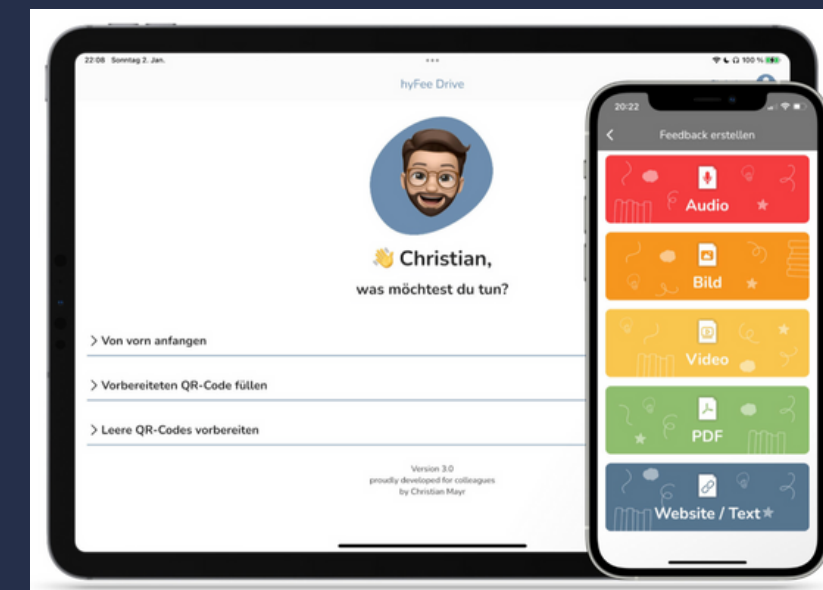 22:08 Sonntag 2. Jan.
100 %
hyFee Drive
👋 Christian,
was möchtest du tun?
> Von vorn anfangen
> Vorbereiteten QR-Code füllen
> Leere QR-Codes vorbereiten
Version 3.0
proudly developed for colleagues
by Christian Mayr
20:22
Feedback erstellen
Audio
Bild
Video
PDF
Website / Text